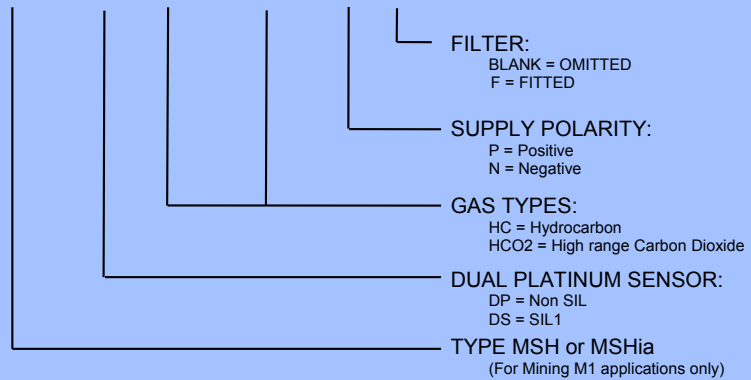 FILTER:
BLANK = OMITTED
F = FITTED
SUPPLY POLARITY:
P = Positive
N = Negative
GAS TYPES:
HC = Hydrocarbon
HCO2 = High range Carbon Dioxide
DUAL PLATINUM SENSOR:
DP = Non SIL
DS = SIL1
TYPE MSH or MSHia
(For Mining M1 applications only)